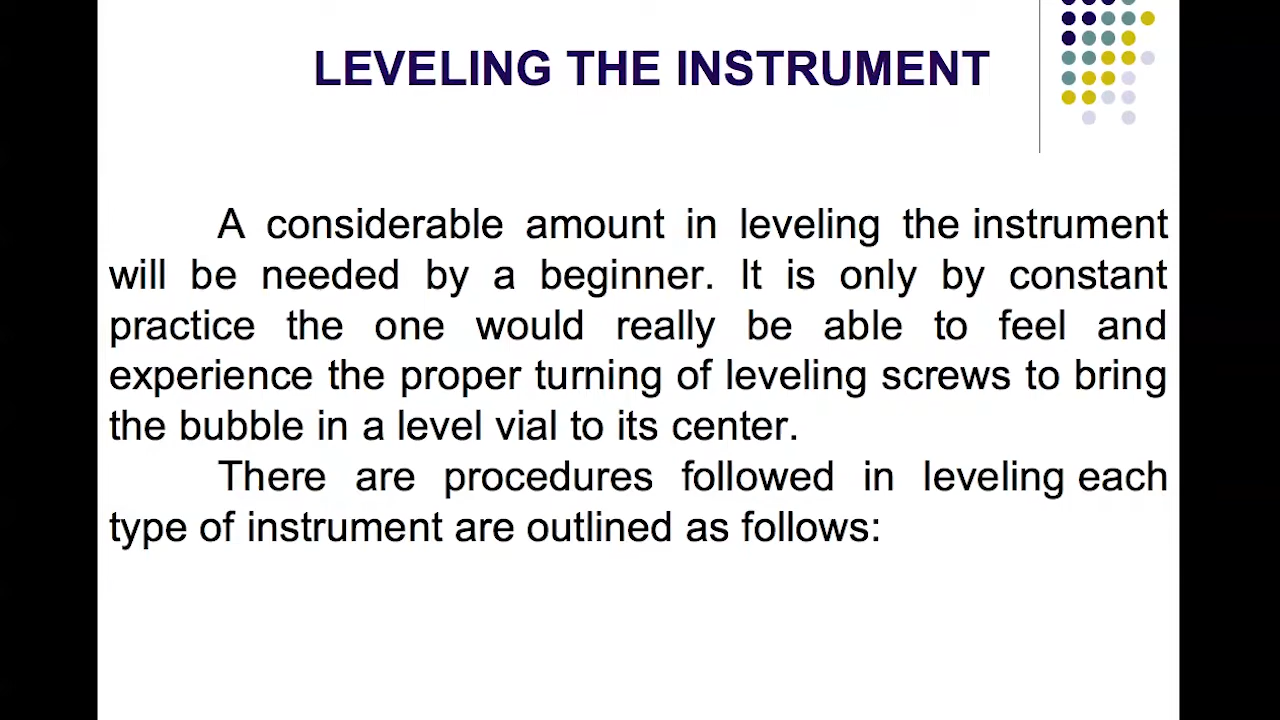 LEVELING THE INSTRUMENT
A considerable amount in leveling the instrument
will be needed by a beginner. It is only by constant
practice the one would really be able to feel and
experience the proper turning of leveling screws to bring
the bubble in a level vial to its center.
There are procedures followed in leveling each
type of instrument are outlined as follows: